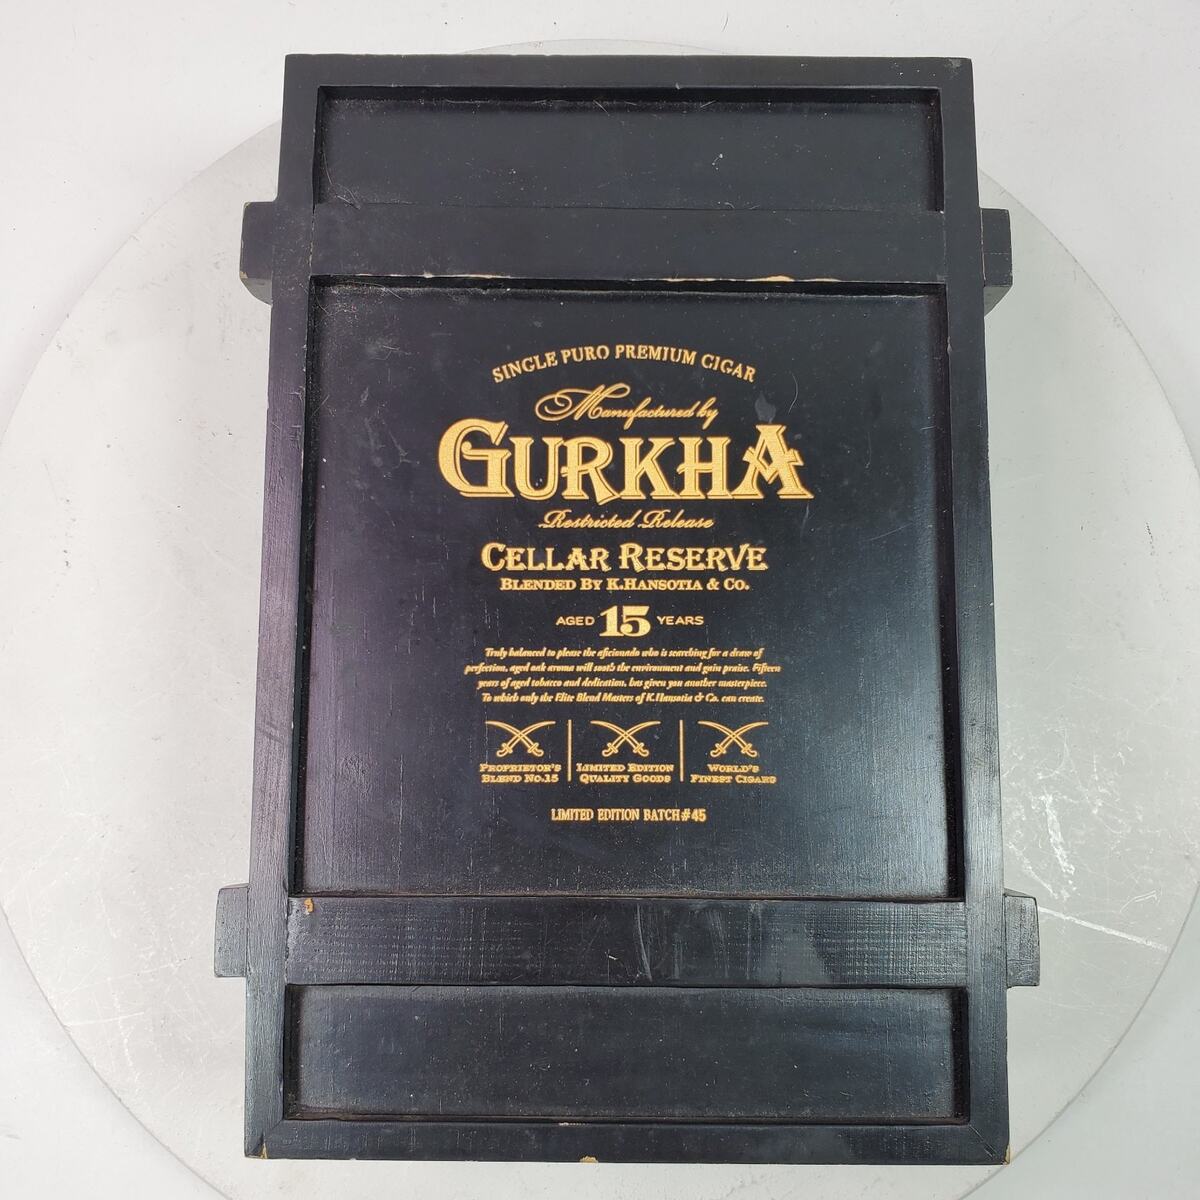 SINGLE PURO PREMIUM CIGAR
Manufactured by
GURKHA
Restricted Release
CELLAR RESERVE
BLENDED BY K.HANSOTIA & CO.
AGED 15 YEARS
Truly balanced to please the aficionado who is searching for a draw of
perfection, aged oak aroma will sooth the environment and gain praise. Fifteen
years of aged tobacco and dedication, has given you another masterpiece.
To which only the Elite Blend Masters of K.Hansotia & Co. can create.
PROPRIETOR'S
BLEND NO.15
LIMITED EDITION
QUALITY GOODS
WORLD'S
FINEST CIGARS
LIMITED EDITION BATCH#45